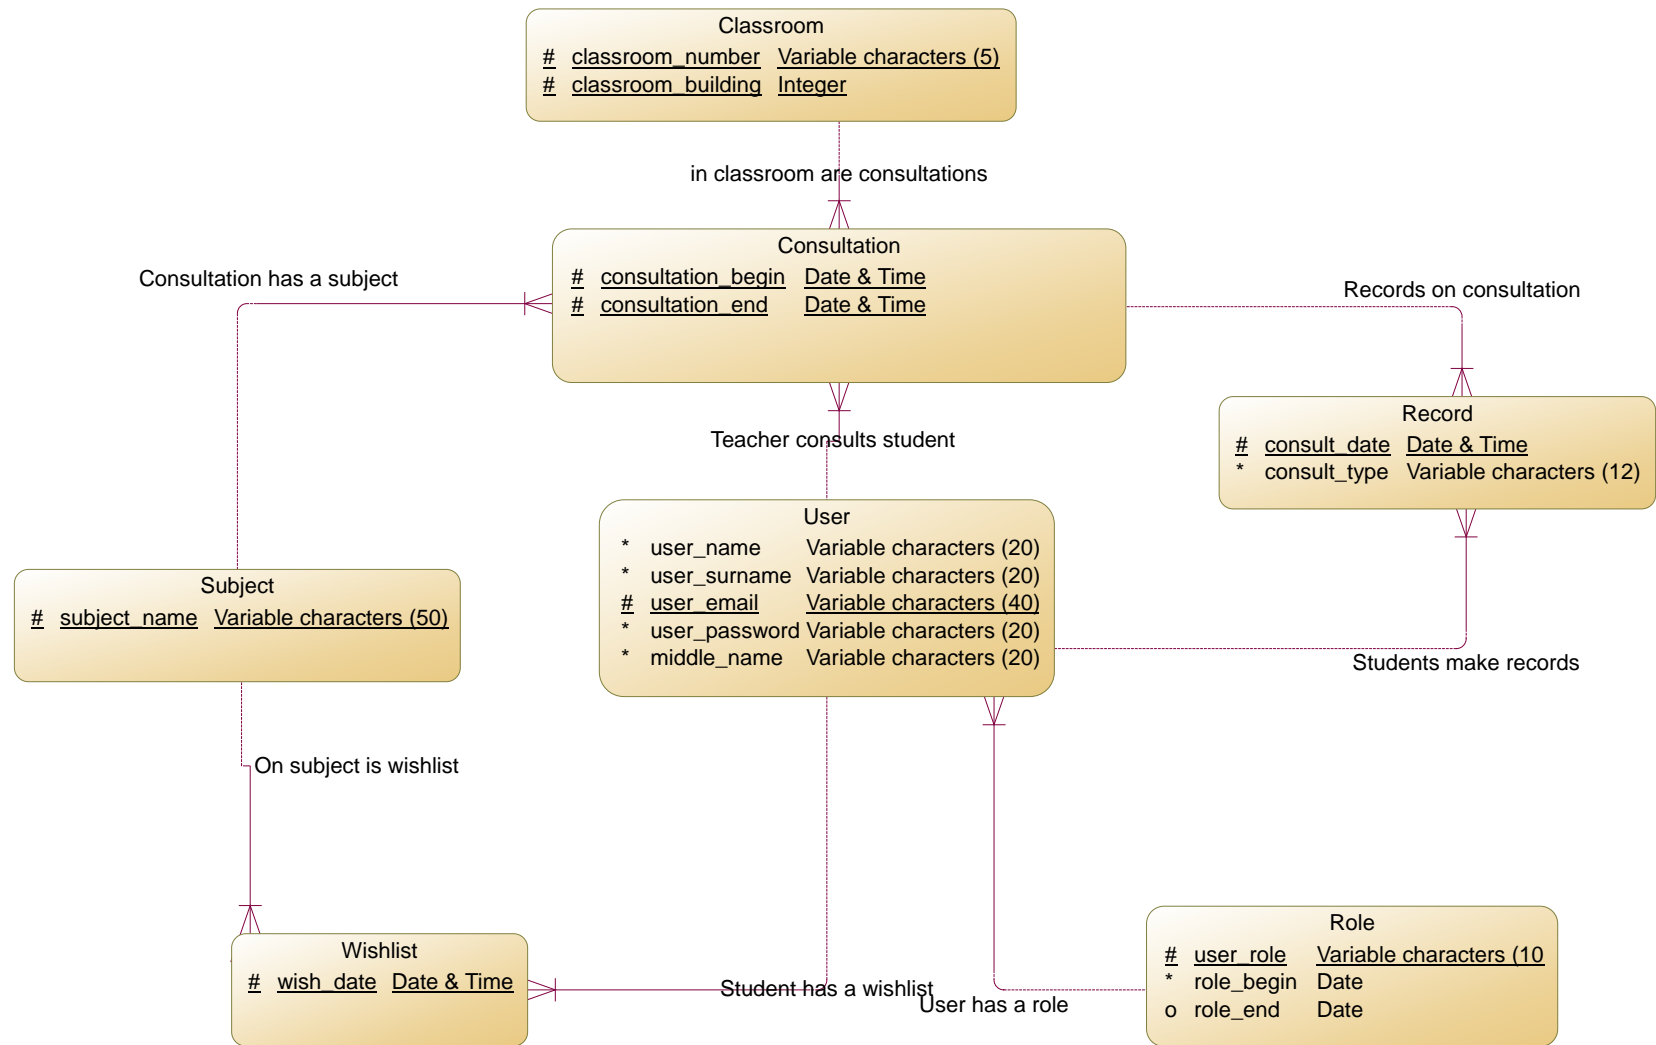 Classroom
# classroom_number Variable characters (5)
# classroom_building Integer
in classroom are consultations
Consultation
# consultation_begin Date & Time
# consultation_end Date & Time
Consultation has a subject
Records on consultation
Record
# consult_date Date & Time
* consult_type Variable characters (12)
Teacher consults student
User
* user_name Variable characters (20)
* user_surname Variable characters (20)
# user_email Variable characters (40)
* user_password Variable characters (20)
* middle_name Variable characters (20)
Subject
# subject_name Variable characters (50)
Students make records
On subject is wishlist
Wishlist
# wish_date Date & Time
Student has a wishlist
User has a role
Role
# user_role Variable characters (10
* role_begin Date
o role_end Date